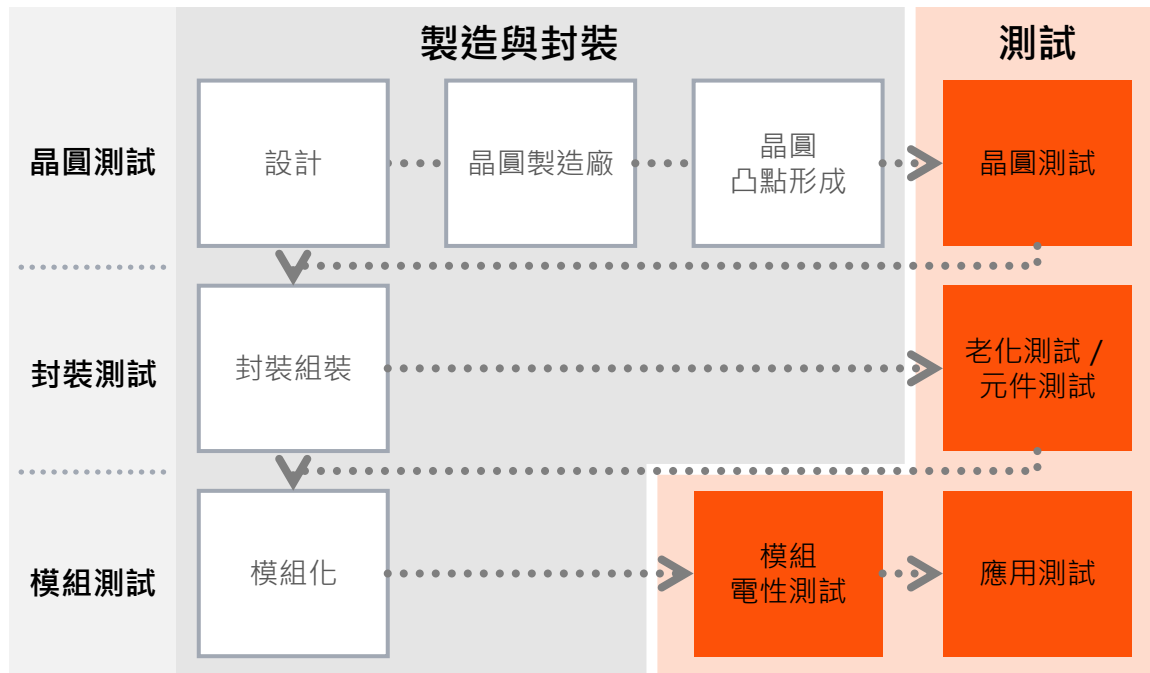 製造與封裝
測試
晶圓測試
設計
晶圓製造廠
晶圓
凸點形成
晶圓測試
封裝測試
封裝組裝
老化測試 /
元件測試
模組測試
模組化
模組
電性測試
應用測試